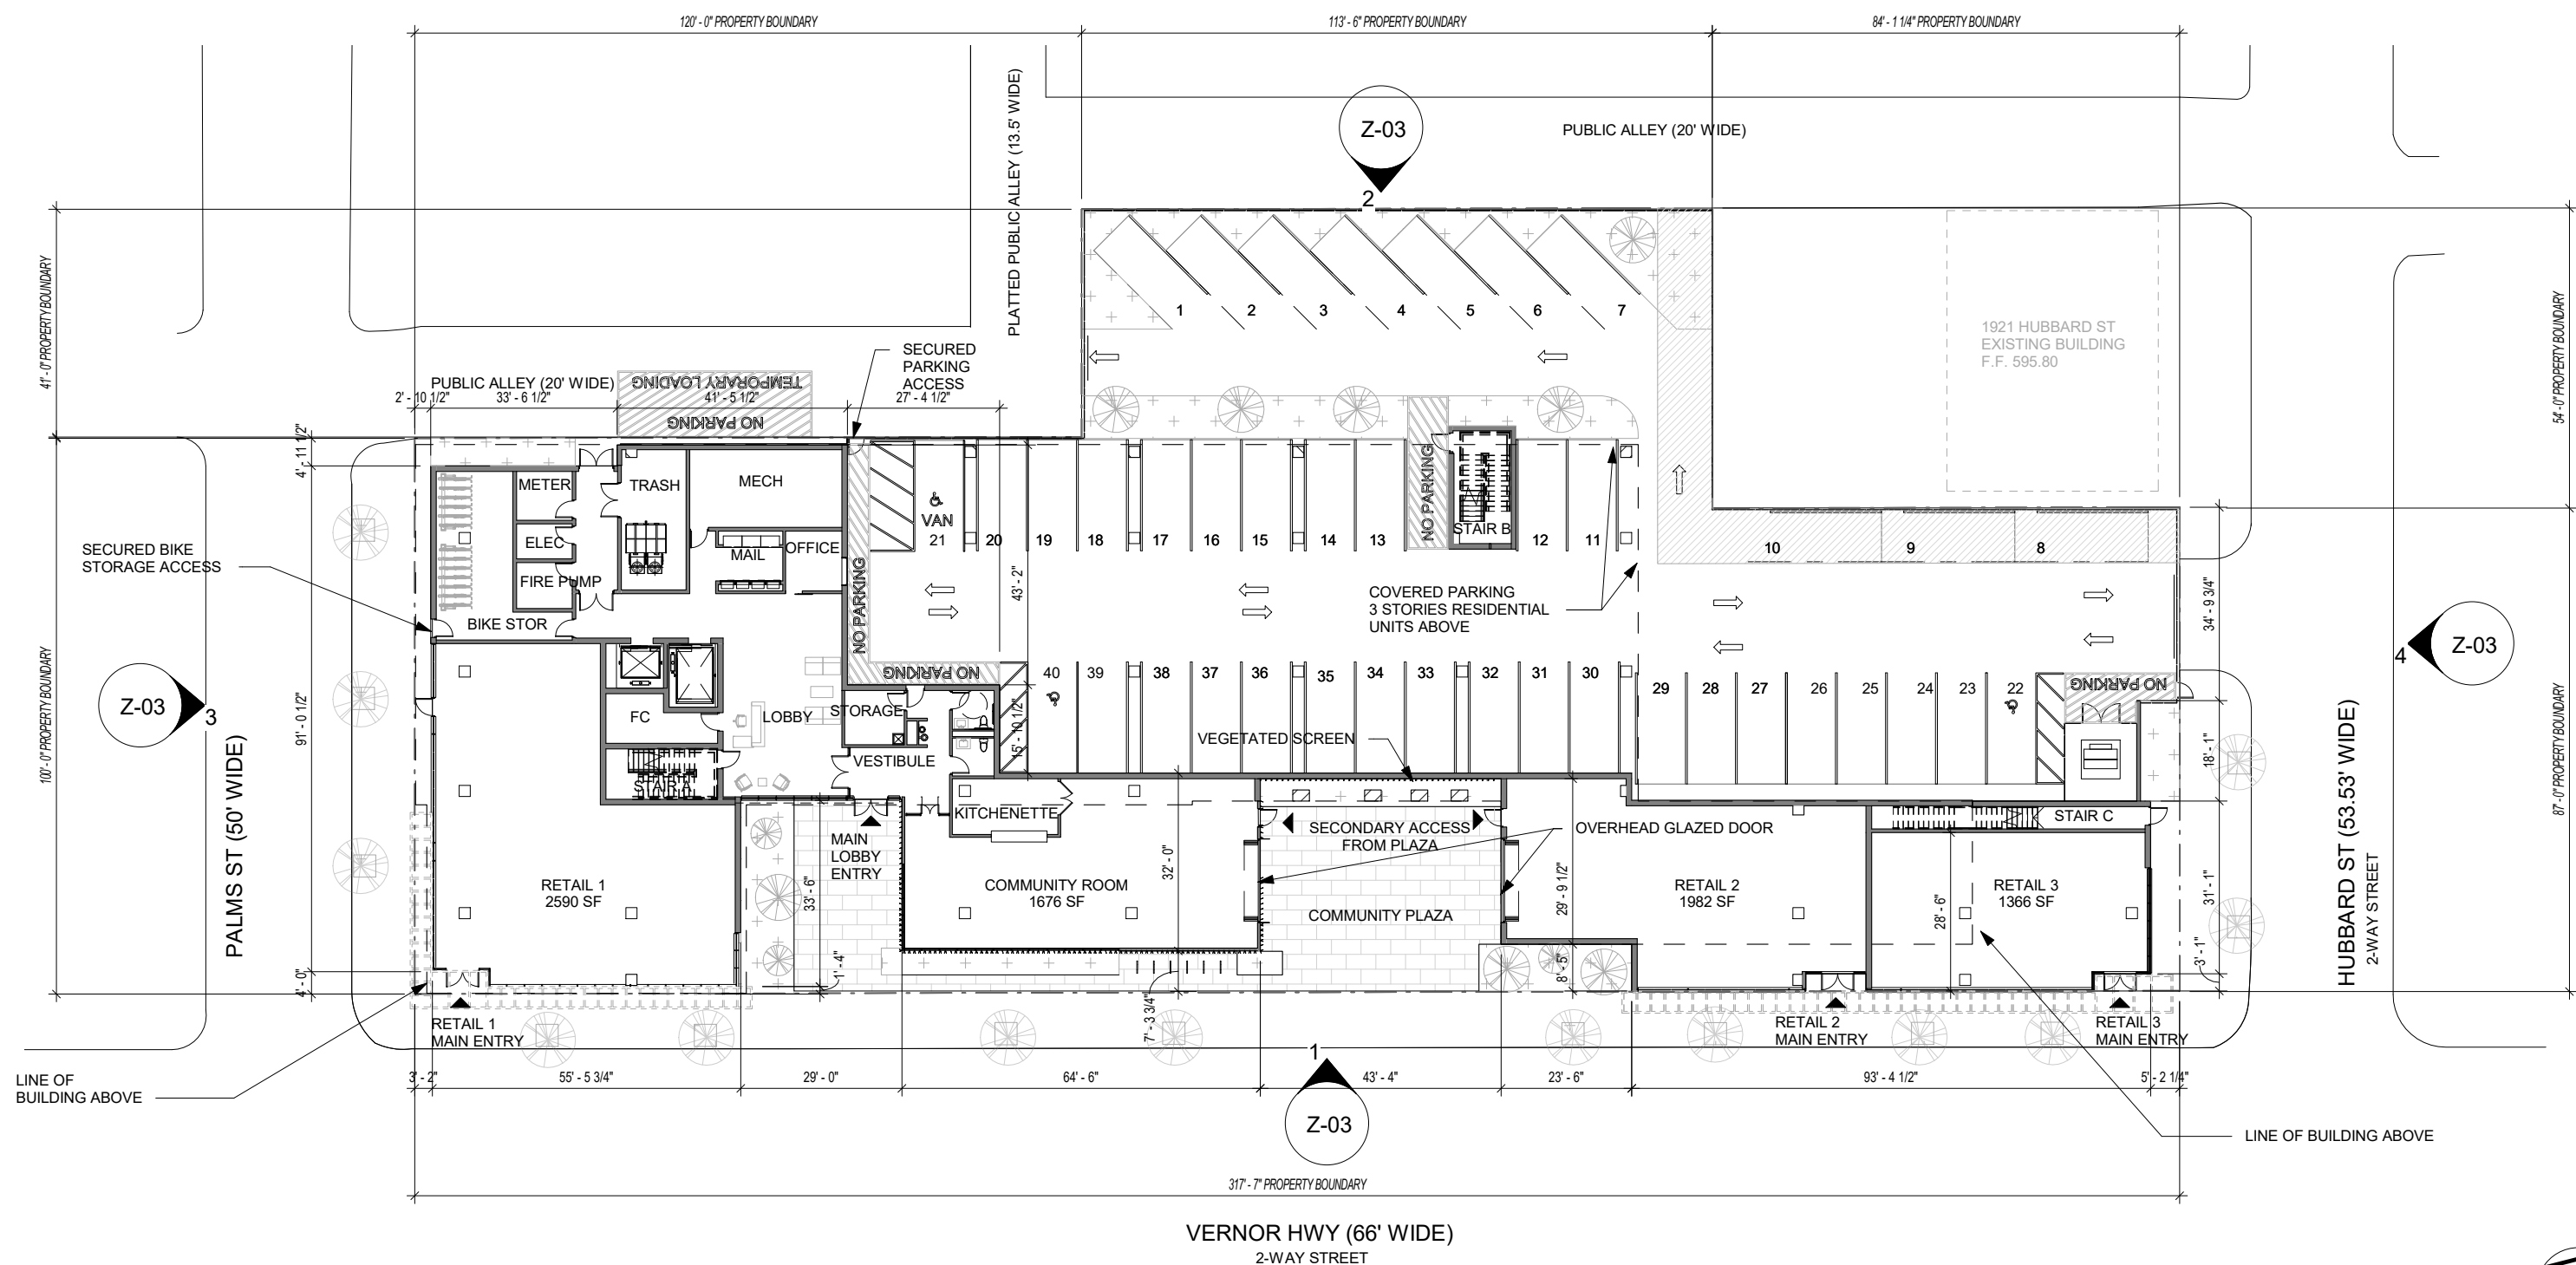 120' - 0" PROPERTY BOUNDARY
113' - 6" PROPERTY BOUNDARY
84' - 1 1/4" PROPERTY BOUNDARY
PLATTED PUBLIC ALLEY (13.5' WIDE)
Z-03
2
PUBLIC ALLEY (20' WIDE)
41' - 0" PROPERTY BOUNDARY
54' - 0" PROPERTY BOUNDARY
1 2 3 4 5 6 7
1921 HUBBARD ST
EXISTING BUILDING
F.F. 595.80
SECURED
PARKING
ACCESS
PUBLIC ALLEY (20' WIDE)
TEMPORARY LOADING
NO PARKING
2' - 10 1/2"
33' - 6 1/2"
41' - 5 1/2"
27' - 4 1/2"
4' - 11 1/2"
METER
TRASH
MECH
ELEC
MAIL
OFFICE
FIRE PUMP
BIKE STOR
SECURED BIKE
STORAGE ACCESS
NO PARKING
VAN
21 20 19 18 17 16 15 14 13
NO PARKING
STAIR B
12 11
10 9 8
43' - 2"
COVERED PARKING
3 STORIES RESIDENTIAL
UNITS ABOVE
34' - 9 3/4"
Z-03
4
Z-03
3
100' - 0" PROPERTY BOUNDARY
91' - 0 1/2"
4' - 0"
PALMS ST (50' WIDE)
NO PARKING
40 39 38 37 36 35 34 33 32 31 30
29 28 27 26 25 24 23 22
NO PARKING
FC
LOBBY
STORAGE
15' - 10 1/2"
VEGETATED SCREEN
VESTIBULE
STAIR A
18' - 1"
HUBBARD ST (53.53' WIDE)
2-WAY STREET
87' - 0" PROPERTY BOUNDARY
KITCHENETTE
MAIN
LOBBY
ENTRY
SECONDARY ACCESS
FROM PLAZA
OVERHEAD GLAZED DOOR
STAIR C
RETAIL 1
2590 SF
33' - 6"
1' - 4"
COMMUNITY ROOM
1676 SF
32' - 0"
COMMUNITY PLAZA
29' - 9 1/2"
8' - 5"
RETAIL 2
1982 SF
28' - 6"
RETAIL 3
1366 SF
31' - 1"
3' - 1"
7' - 3 3/4"
RETAIL 1
MAIN ENTRY
RETAIL 2
MAIN ENTRY
RETAIL 3
MAIN ENTRY
LINE OF
BUILDING ABOVE
3' - 2"
55' - 5 3/4"
29' - 0"
64' - 6"
43' - 4"
23' - 6"
93' - 4 1/2"
5' - 2 1/4"
1
Z-03
LINE OF BUILDING ABOVE
317' - 7" PROPERTY BOUNDARY
VERNOR HWY (66' WIDE)
2-WAY STREET